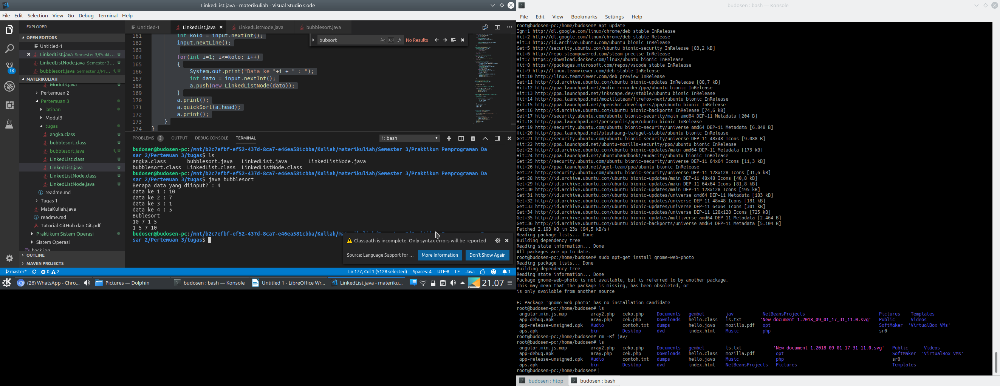 LinkedList.java - materikuliah - Visual Studio Code
File Edit Selection View Go Debug Terminal Help
EXPLORER
OPEN EDITORS
Untitled-1
LinkedList.java Semester 3/Prakt... U
LinkedListNode.java Semester 3... U
bubblesort.java Semester 3/Pr... 1, U
16
MATERIKULIAH
Modul3.java U
Pertemuan 2
Pertemuan 3
latihan
Modul3
tugas
angka.class U
bubblesort.class U
bubblesort.java 1, U
LinkedList.class U
LinkedList.java U
LinkedListNode.class U
LinkedListNode.java U
readme.md
Tugas 1
MataKuliah.java
readme.md
Tutorial GitHub dan Git.pdf
Praktikum Sistem Operasi
Sistem Operasi
back.jpg
OUTLINE
MAVEN PROJECTS
Untitled-1 LinkedList.java LinkedListNode.java bubblesort.java
bubsort Aa Abl .* No Results
161 int kolo = input.nextInt();
162 input.nextLine();
163
164 for(int i=1; i<=kolo; i++)
165 {
166 System.out.print("Data ke "+i + " : ");
167 int dato = input.nextInt();
168 a.push(new LinkedListNode(dato));
169 }
170 a.print();
171 a.quickSort(a.head);
172 a.print();
173 }
174 }
PROBLEMS 2 OUTPUT DEBUG CONSOLE TERMINAL 1: bash
budosen@budosen-pc:/mnt/b2c7efbf-ef52-437d-8ca7-e46ea581cbba/Kuliah/materikuliah/Semester 3/Praktikum Pemprograman Da
sar 2/Pertemuan 3/tugas$ ls
angka.class bubblesort.java LinkedList.java LinkedListNode.java
bubblesort.class LinkedList.class LinkedListNode.class
budosen@budosen-pc:/mnt/b2c7efbf-ef52-437d-8ca7-e46ea581cbba/Kuliah/materikuliah/Semester 3/Praktikum Pemprograman Da
sar 2/Pertemuan 3/tugas$ java bubblesort
Berapa data yang diinput? : 4
data ke 1 : 10
data ke 2 : 7
data ke 3 : 1
data ke 4 : 5
Bublesort
10 7 1 5
1 5 7 10
budosen@budosen-pc:/mnt/b2c7efbf-ef52-437d-8ca7-e46ea581cbba/Kuliah/ma
sar 2/Pertemuan 3/tugas$
Classpath is incomplete. Only syntax errors will be reported
Source: Language Support for ... More Information Don't Show Again
master* 0 2 Ln 177, Col 1 (5128 selected) Spaces: 4 UTF-8 LF Java 1
(26) WhatsApp - Chro... Pictures — Dolphin budosen : bash — Konsole Untitled 1 - LibreOffice Wr... LinkedList.java - materiku... 21.07
budosen : bash — Konsole
File Edit View Bookmarks Settings Help
root@budosen-pc:/home/budosen# apt update
Ign:1 http://dl.google.com/linux/chrome/deb stable InRelease
Hit:2 http://dl.google.com/linux/chrome/deb stable Release
Hit:3 http://id.archive.ubuntu.com/ubuntu bionic InRelease
Get:5 http://security.ubuntu.com/ubuntu bionic-security InRelease [83,2 kB]
Hit:6 http://repo.steampowered.com/steam precise InRelease
Hit:7 https://download.docker.com/linux/ubuntu bionic InRelease
Hit:8 https://packages.microsoft.com/repos/vscode stable InRelease
Hit:9 http://linux.teamviewer.com/deb stable InRelease
Hit:10 http://linux.teamviewer.com/deb preview InRelease
Get:11 http://id.archive.ubuntu.com/ubuntu bionic-updates InRelease [88,7 kB]
Hit:12 http://ppa.launchpad.net/audio-recorder/ppa/ubuntu bionic InRelease
Hit:13 http://ppa.launchpad.net/inkscape.dev/stable/ubuntu bionic InRelease
Hit:14 http://ppa.launchpad.net/mozillateam/firefox-next/ubuntu bionic InRelease
Hit:15 http://ppa.launchpad.net/openshot.developers/ppa/ubuntu bionic InRelease
Get:16 http://id.archive.ubuntu.com/ubuntu bionic-backports InRelease [74,6 kB]
Get:17 http://security.ubuntu.com/ubuntu bionic-security/main amd64 DEP-11 Metadata [204 B]
Hit:18 http://ppa.launchpad.net/persepolis/ppa/ubuntu bionic InRelease
Get:19 http://security.ubuntu.com/ubuntu bionic-security/universe amd64 DEP-11 Metadata [6.848 B]
Hit:20 http://ppa.launchpad.net/plushuang-tw/uget-stable/ubuntu bionic InRelease
Get:21 http://security.ubuntu.com/ubuntu bionic-security/universe DEP-11 48x48 Icons [9.088 B]
Hit:22 http://ppa.launchpad.net/ubuntu-mozilla-security/ppa/ubuntu bionic InRelease
Get:23 http://id.archive.ubuntu.com/ubuntu bionic-updates/main amd64 DEP-11 Metadata [173 kB]
Hit:24 http://ppa.launchpad.net/ubuntuhandbook1/audacity/ubuntu bionic InRelease
Get:25 http://security.ubuntu.com/ubuntu bionic-security/universe DEP-11 64x64 Icons [11,3 kB]
Hit:26 http://ppa.launchpad.net/uget-team/ppa/ubuntu bionic InRelease
Get:27 http://security.ubuntu.com/ubuntu bionic-security/universe DEP-11 128x128 Icons [31,6 kB]
Get:28 http://id.archive.ubuntu.com/ubuntu bionic-updates/main DEP-11 48x48 Icons [40,8 kB]
Get:29 http://id.archive.ubuntu.com/ubuntu bionic-updates/main DEP-11 64x64 Icons [81,8 kB]
Get:30 http://id.archive.ubuntu.com/ubuntu bionic-updates/main DEP-11 128x128 Icons [195 kB]
Get:31 http://id.archive.ubuntu.com/ubuntu bionic-updates/universe amd64 DEP-11 Metadata [183 kB]
Get:32 http://id.archive.ubuntu.com/ubuntu bionic-updates/universe DEP-11 48x48 Icons [181 kB]
Get:33 http://id.archive.ubuntu.com/ubuntu bionic-updates/universe DEP-11 64x64 Icons [301 kB]
Get:34 http://id.archive.ubuntu.com/ubuntu bionic-updates/universe DEP-11 128x128 Icons [725 kB]
Get:35 http://id.archive.ubuntu.com/ubuntu bionic-updates/multiverse amd64 DEP-11 Metadata [2.464 B]
Get:36 http://id.archive.ubuntu.com/ubuntu bionic-backports/universe amd64 DEP-11 Metadata [5.104 B]
Fetched 2.193 kB in 23s (94,5 kB/s)
Reading package lists... Done
Building dependency tree
Reading state information... Done
All packages are up to date.
root@budosen-pc:/home/budosen# sudo apt-get install gnome-web-photo
Reading package lists... Done
Building dependency tree
Reading state information... Done
Package gnome-web-photo is not available, but is referred to by another package.
This may mean that the package is missing, has been obsoleted, or
is only available from another source
E: Package 'gnome-web-photo' has no installation candidate
root@budosen-pc:/home/budosen# ls
angular.min.js.map aray2.php ceko.php Documents gembel jav NetBeansProjects Pictures Templates
app-debug.apk aray.php cek.php Downloads hello.class ls.txt 'New document 1.2018_09_01_17_31_11.0.svg' Public Videos
app-release-unsigned.apk Audio contoh.txt dumps hello.java mozilla.pdf opt SoftMaker 'VirtualBox VMs'
aps.apk bin Desktop dvd index.html Music php sr0
root@budosen-pc:/home/budosen# rm -Rf jav/
root@budosen-pc:/home/budosen# ls
angular.min.js.map aray2.php ceko.php Documents gembel ls.txt 'New document 1.2018_09_01_17_31_11.0.svg' Public Videos
app-debug.apk aray.php cek.php Downloads hello.class mozilla.pdf opt SoftMaker 'VirtualBox VMs'
app-release-unsigned.apk Audio contoh.txt dumps hello.java Music php sr0
aps.apk bin Desktop dvd index.html NetBeansProjects Pictures Templates
root@budosen-pc:/home/budosen#
budosen : htop budosen : bash